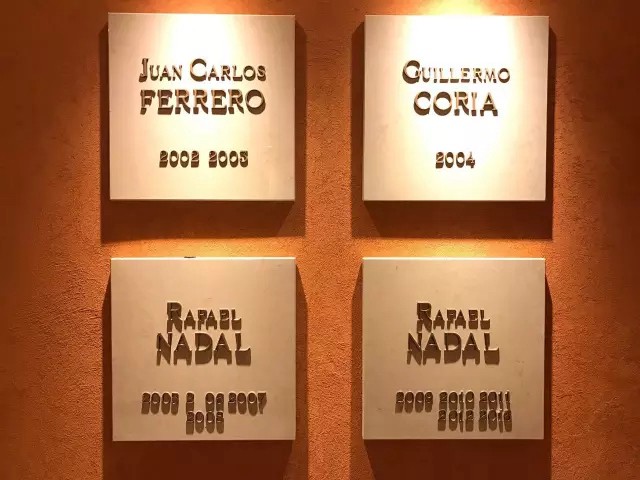 JUAN CARLOS
FERRERO
2002 2003
GUILLERMO
CORIA
2004
RAFAEL
NADAL
2005 2007
2008
RAFAEL
NADAL
2009 2010 2011
2012 2016